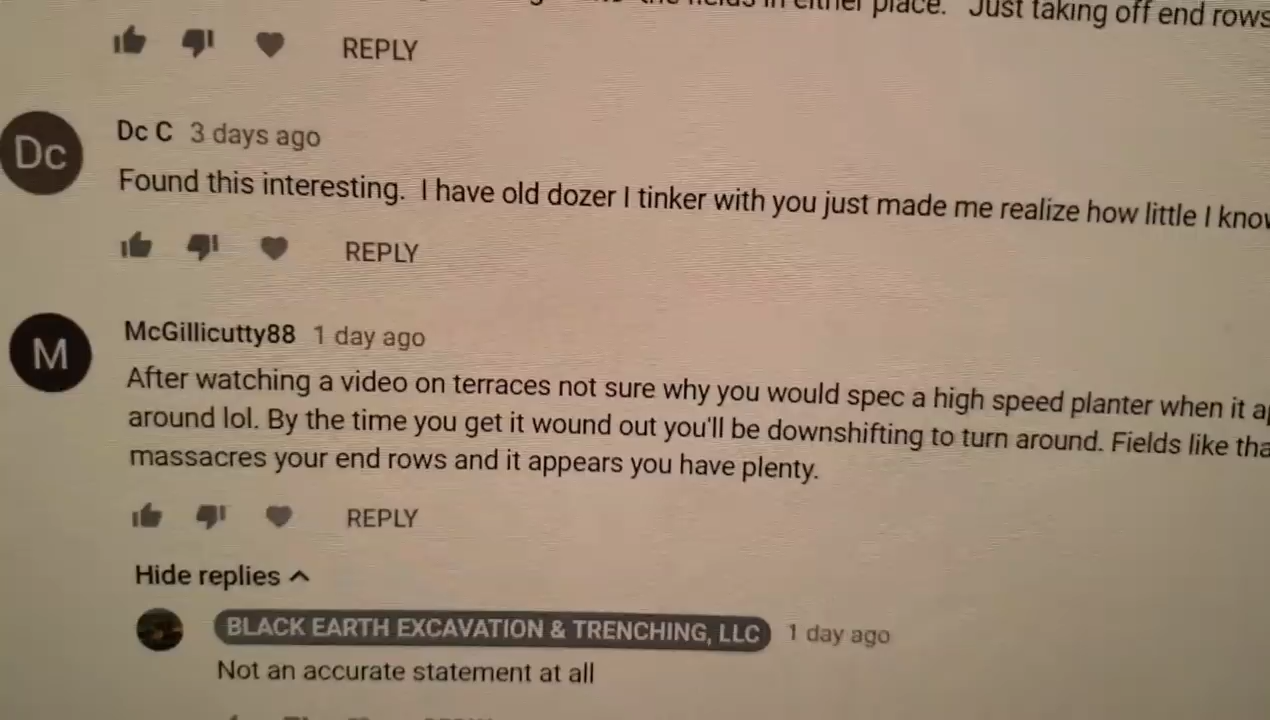 in either place. Just taking off end rows
REPLY
Dc
Dc C 3 days ago
Found this interesting. I have old dozer I tinker with you just made me realize how little I know
REPLY
M
McGillicutty88 1 day ago
After watching a video on terraces not sure why you would spec a high speed planter when it
around lol. By the time you get it wound out you'll be downshifting to turn around. Fields like
massacres your end rows and it appears you have plenty.
REPLY
Hide replies
BLACK EARTH EXCAVATION & TRENCHING, LLC 1 day ago
Not an accurate statement at all